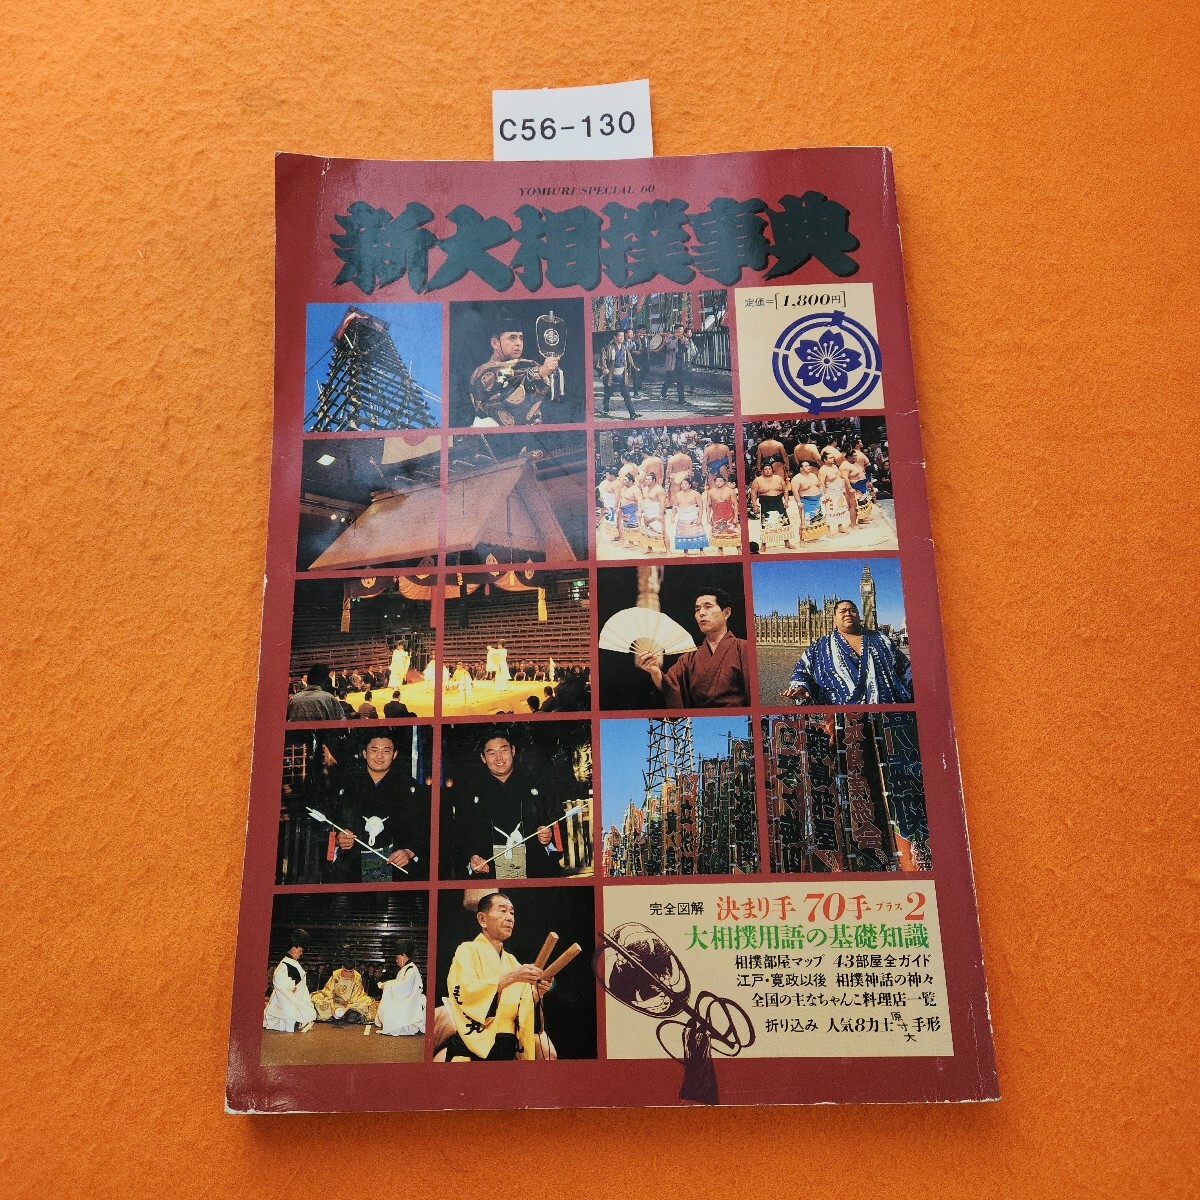 C56-130
YOMIURI SPECIAL 60
新大相撲事典
定価=[1,800円]
完全図解 決まり手 70手 プラス2
大相撲用語の基礎知識
相撲部屋マップ 43部屋全ガイド
江戸・寛政以後 相撲神話の神々
全国の主なちゃんこ料理店一覧
折り込み 人気8力士原寸大手形